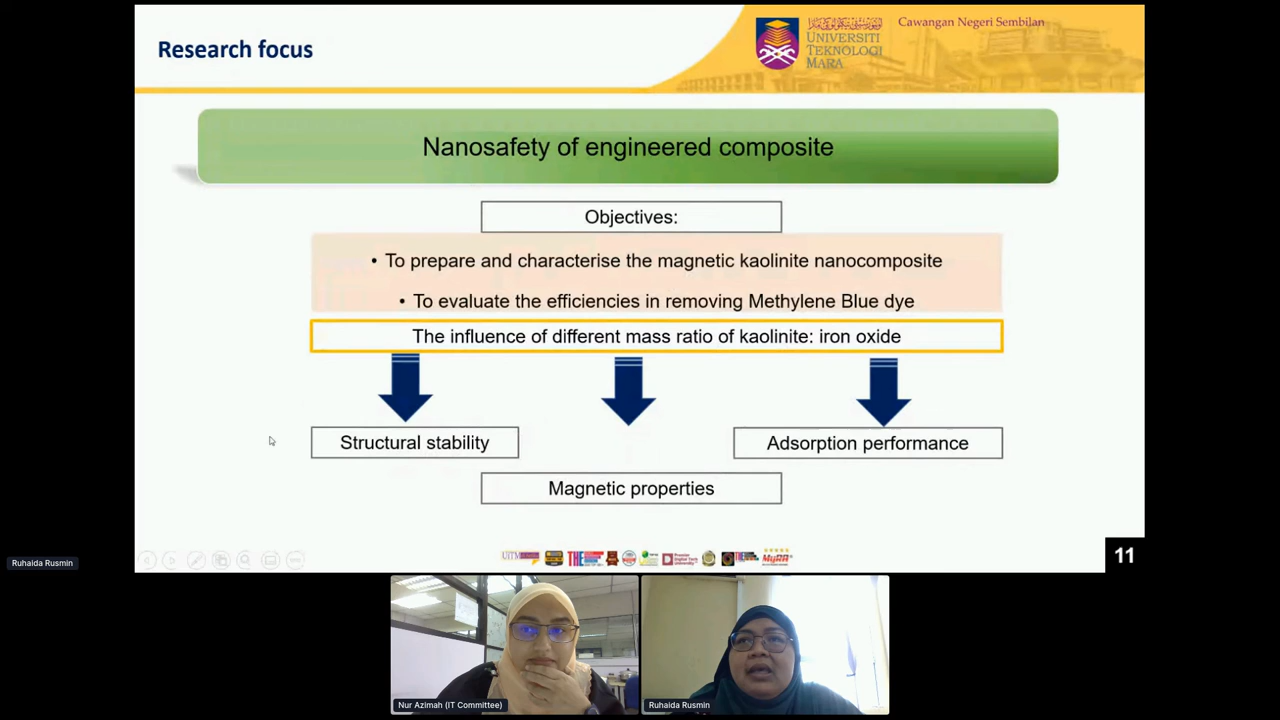 Research focus
UNIVERSITI
TEKNOLOGI
MARA
Cawangan Negeri Sembilan
Nanosafety of engineered composite
Objectives:
• To prepare and characterise the magnetic kaolinite nanocomposite
• To evaluate the efficiencies in removing Methylene Blue dye
The influence of different mass ratio of kaolinite: iron oxide
Structural stability
Adsorption performance
Magnetic properties
11
Ruhaida Rusmin
Nur Azimah (IT Committee)
Ruhaida Rusmin